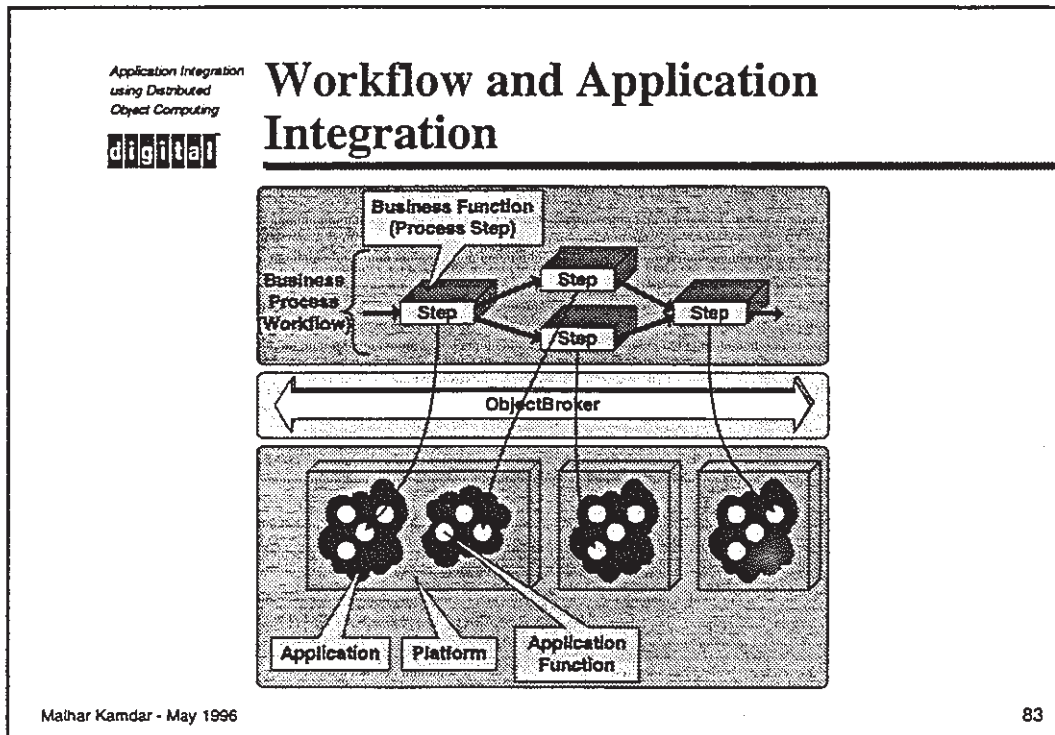 Application Integration
using Distributed
Object Computing
digital
Workflow and Application
Integration
Business Function
(Process Step)
Business
Process
(Workflow)
Step
Step
Step
Step
ObjectBroker
Application
Platform
Application
Function
Malhar Kamdar - May 1996
83